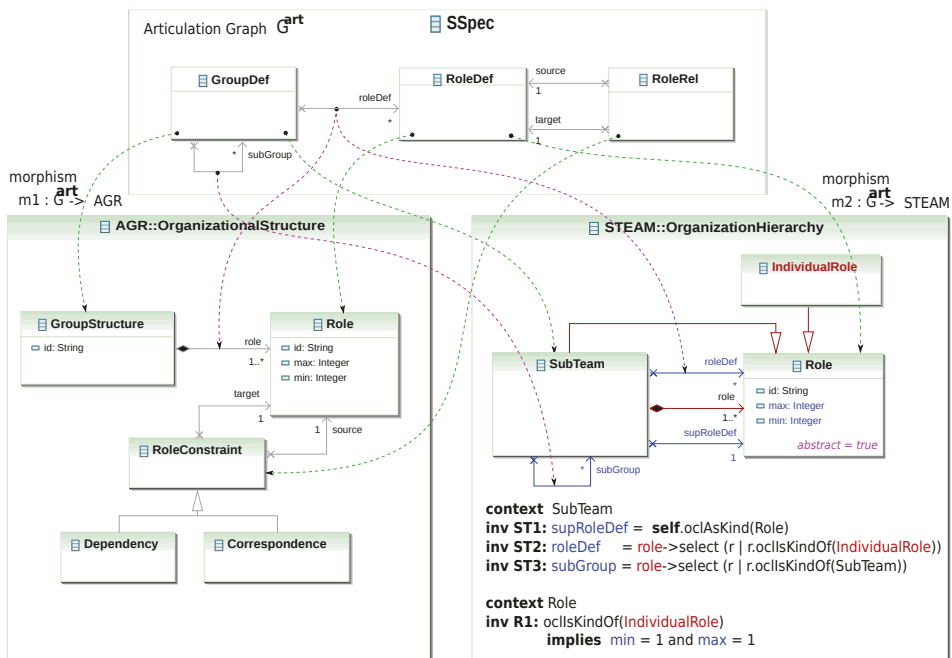 Articulation Graph G art
SSpec
GroupDef
RoleDef
RoleRel
source
1
roleDef
*
target
1
* subGroup
morphism
art
m1 : G -> AGR
morphism
art
m2 : G -> STEAM
AGR::OrganizationalStructure
STEAM::OrganizationHierarchy
IndividualRole
GroupStructure
id: String
role
1..*
Role
id: String
max: Integer
min: Integer
target
1
1 source
RoleConstraint
Dependency
Correspondence
SubTeam
roleDef
*
role
1..*
supRoleDef
1
* subGroup
Role
id: String
max: Integer
min: Integer
abstract = true
context SubTeam
inv ST1: supRoleDef = self.oclAsKind(Role)
inv ST2: roleDef = role->select (r | r.oclIsKindOf(IndividualRole))
inv ST3: subGroup = role->select (r | r.oclIsKindOf(SubTeam))
context Role
inv R1: oclIsKindOf(IndividualRole)
implies min = 1 and max = 1